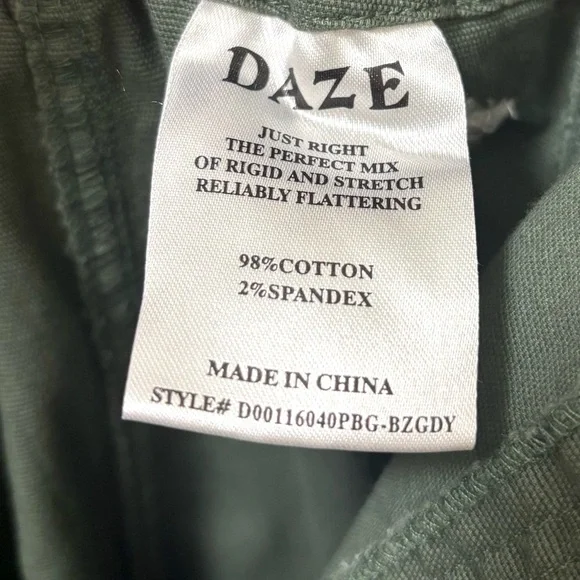 DAZE
JUST RIGHT
THE PERFECT MIX
OF RIGID AND STRETCH
RELIABLY FLATTERING
98%COTTON
2%SPANDEX
MADE IN CHINA
STYLE# D00116040PBG-BZGDY